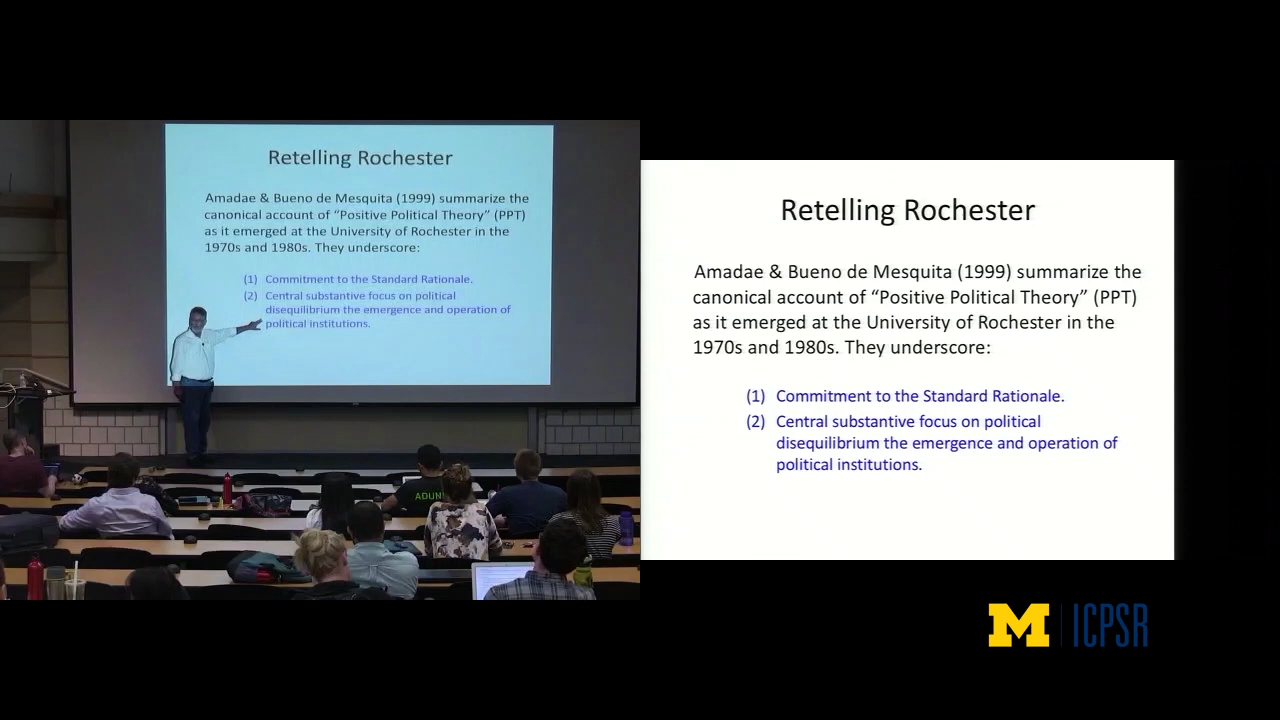 Retelling Rochester
Amadae & Bueno de Mesquita (1999) summarize the
canonical account of “Positive Political Theory” (PPT)
as it emerged at the University of Rochester in the
1970s and 1980s. They underscore:
(1) Commitment to the Standard Rationale.
(2) Central substantive focus on political
disequilibrium the emergence and operation of
political institutions.
ADUN
Retelling Rochester
Amadae & Bueno de Mesquita (1999) summarize the
canonical account of “Positive Political Theory” (PPT)
as it emerged at the University of Rochester in the
1970s and 1980s. They underscore:
(1) Commitment to the Standard Rationale.
(2) Central substantive focus on political
disequilibrium the emergence and operation of
political institutions.
M ICPSR